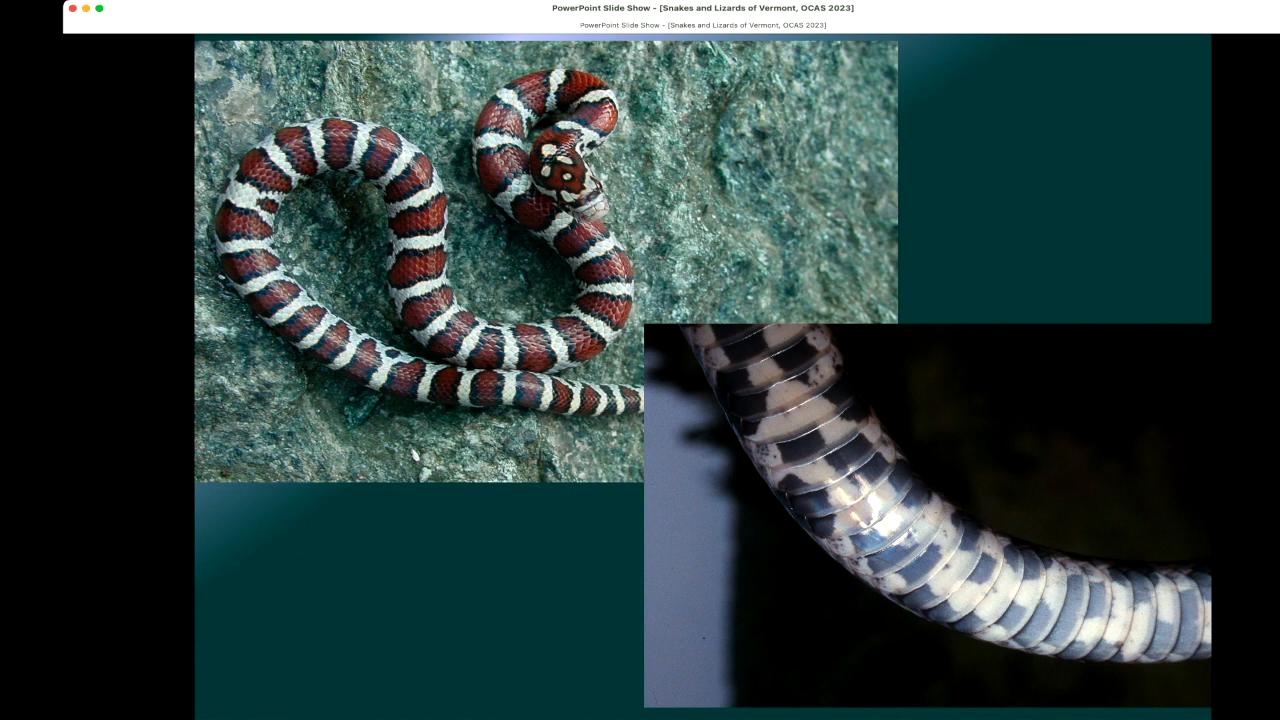 PowerPoint Slide Show - [Snakes and Lizards of Vermont, OCAS 2023]
PowerPoint Slide Show - [Snakes and Lizards of Vermont, OCAS 2023]